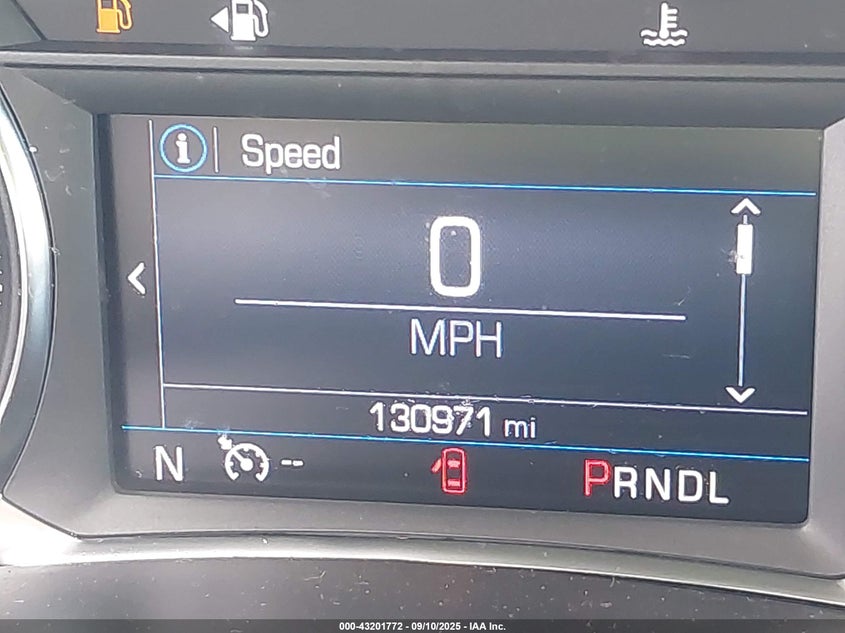 Speed
0
MPH
130971 mi
N -- PRNDL
000-43201772 - 09/10/2025 - IAA Inc.